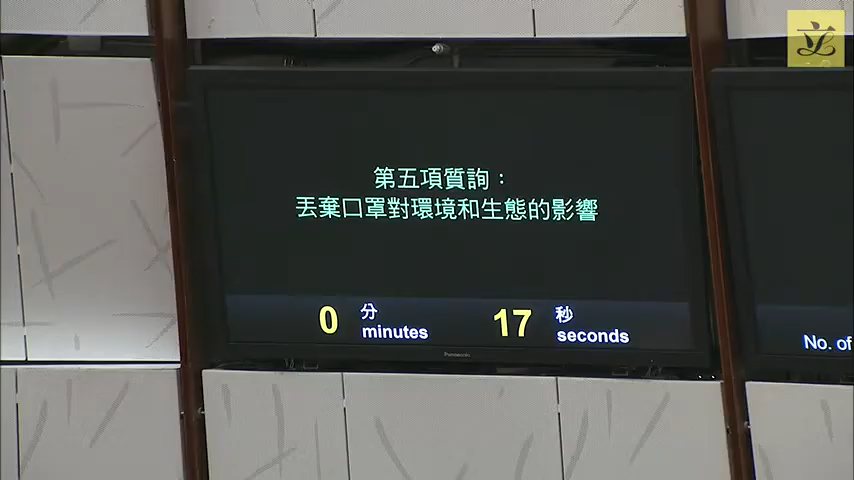 立
第五項質詢：
丟棄口罩對環境和生態的影響
0 分 17 秒
minutes seconds
Panasonic
No. of